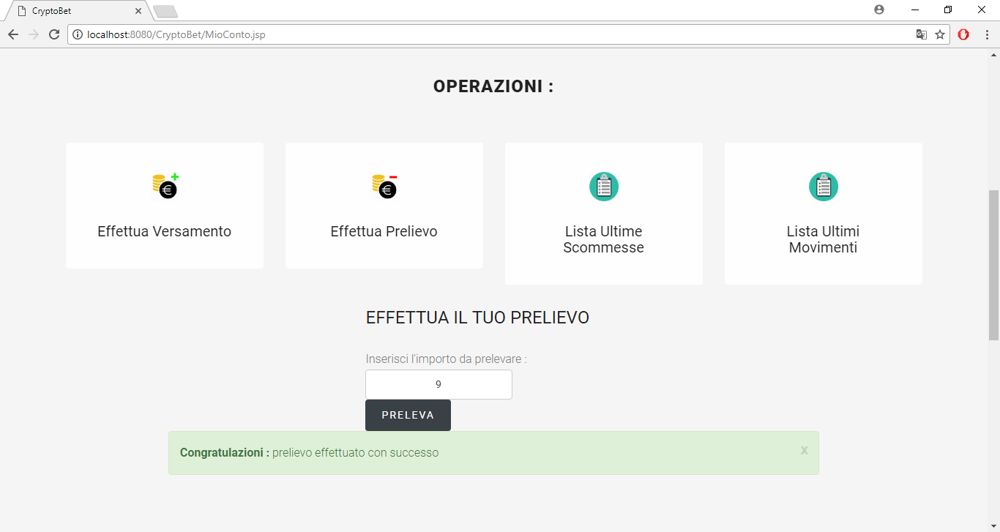 CryptoBet
localhost:8080/CryptoBet/MioConto.jsp
OPERAZIONI :
Effettua Versamento
Effettua Prelievo
Lista Ultime
Scommesse
Lista Ultimi
Movimenti
EFFETTUA IL TUO PRELIEVO
Inserisci l'importo da prelevare :
9
PRELEVA
Congratulazioni : prelievo effettuato con successo
x